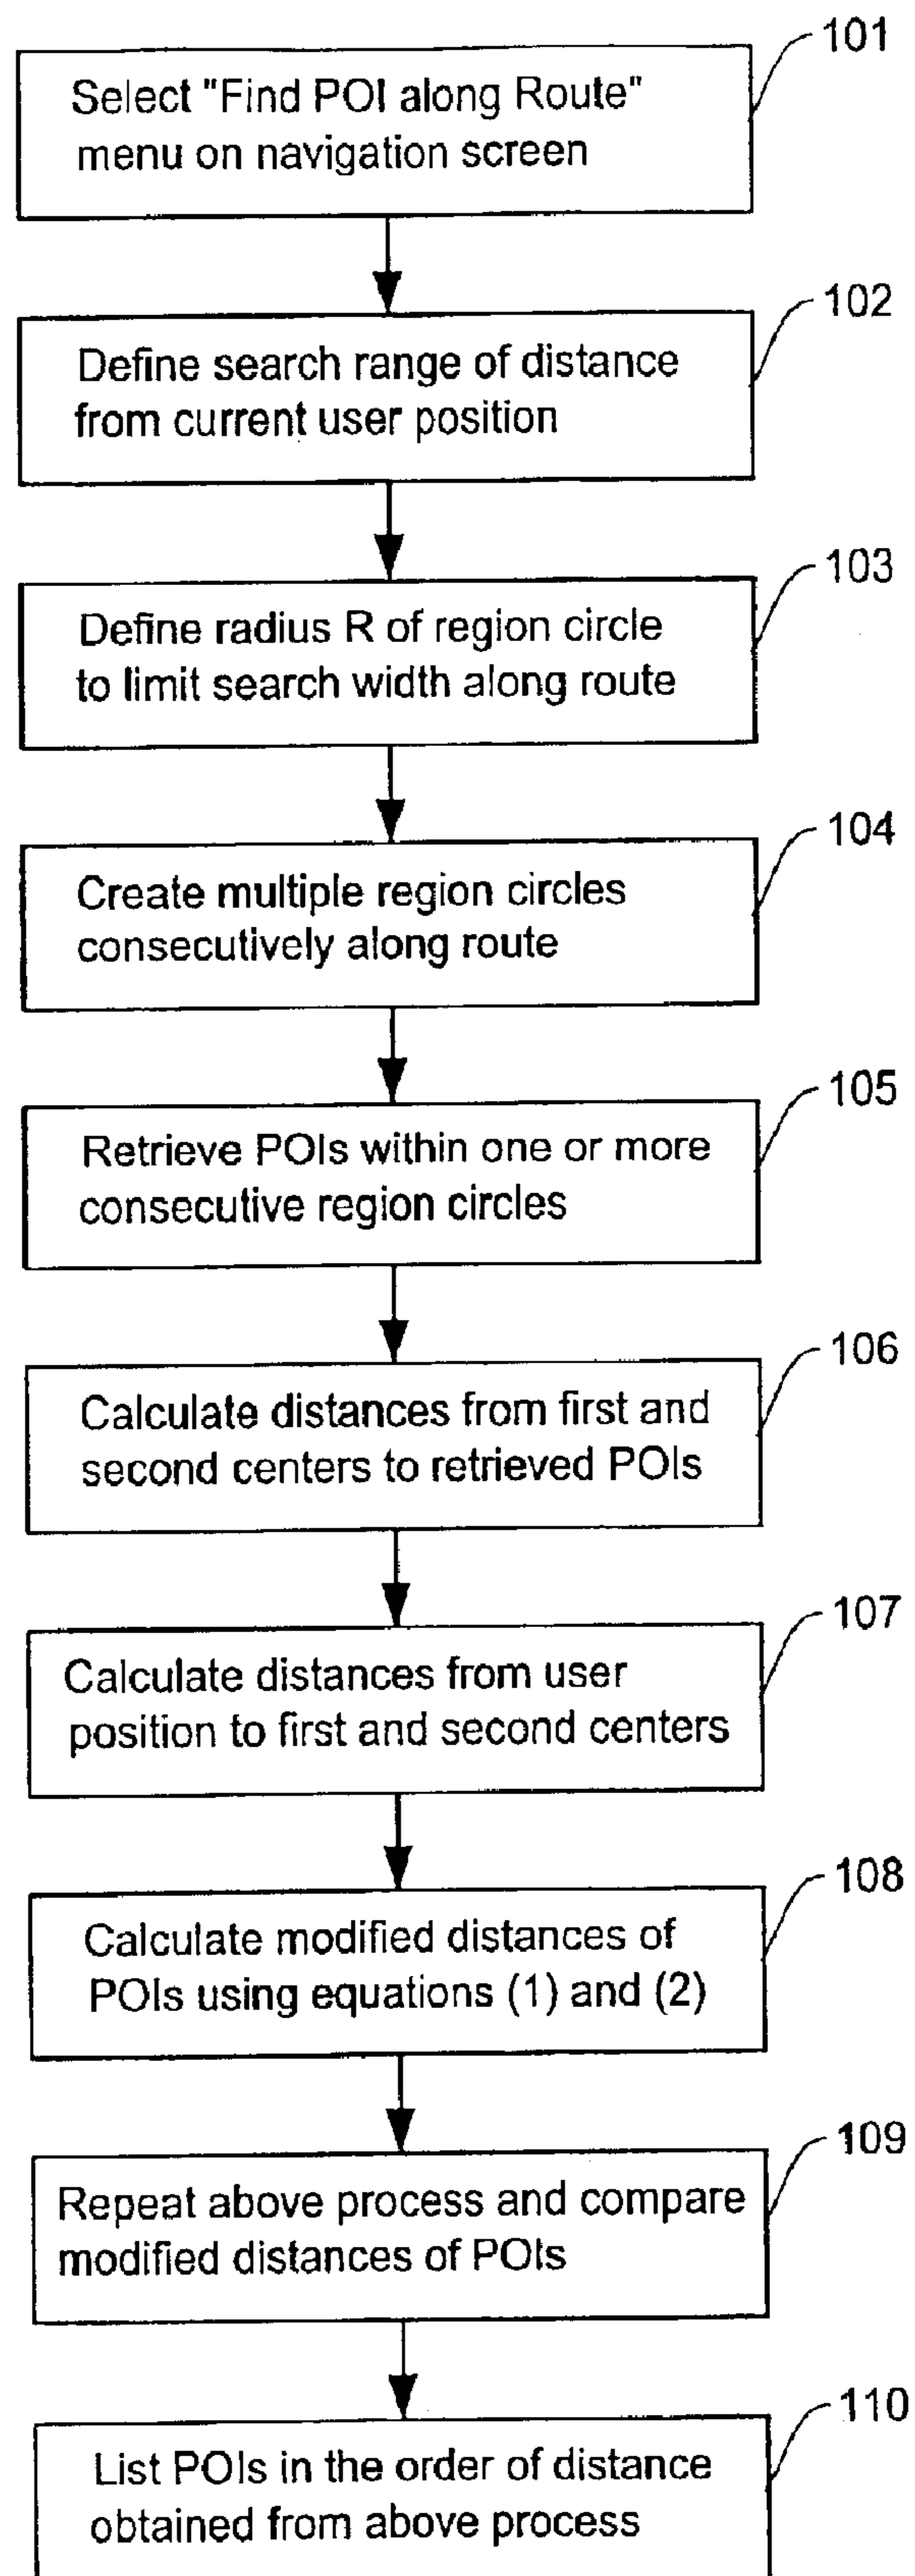 101
Select "Find POI along Route"
menu on navigation screen
102
Define search range of distance
from current user position
103
Define radius R of region circle
to limit search width along route
104
Create multiple region circles
consecutively along route
105
Retrieve POIs within one or more
consecutive region circles
106
Calculate distances from first and
second centers to retrieved POIs
107
Calculate distances from user
position to first and second centers
108
Calculate modified distances of
POIs using equations (1) and (2)
109
Repeat above process and compare
modified distances of POIs
110
List POIs in the order of distance
obtained from above process